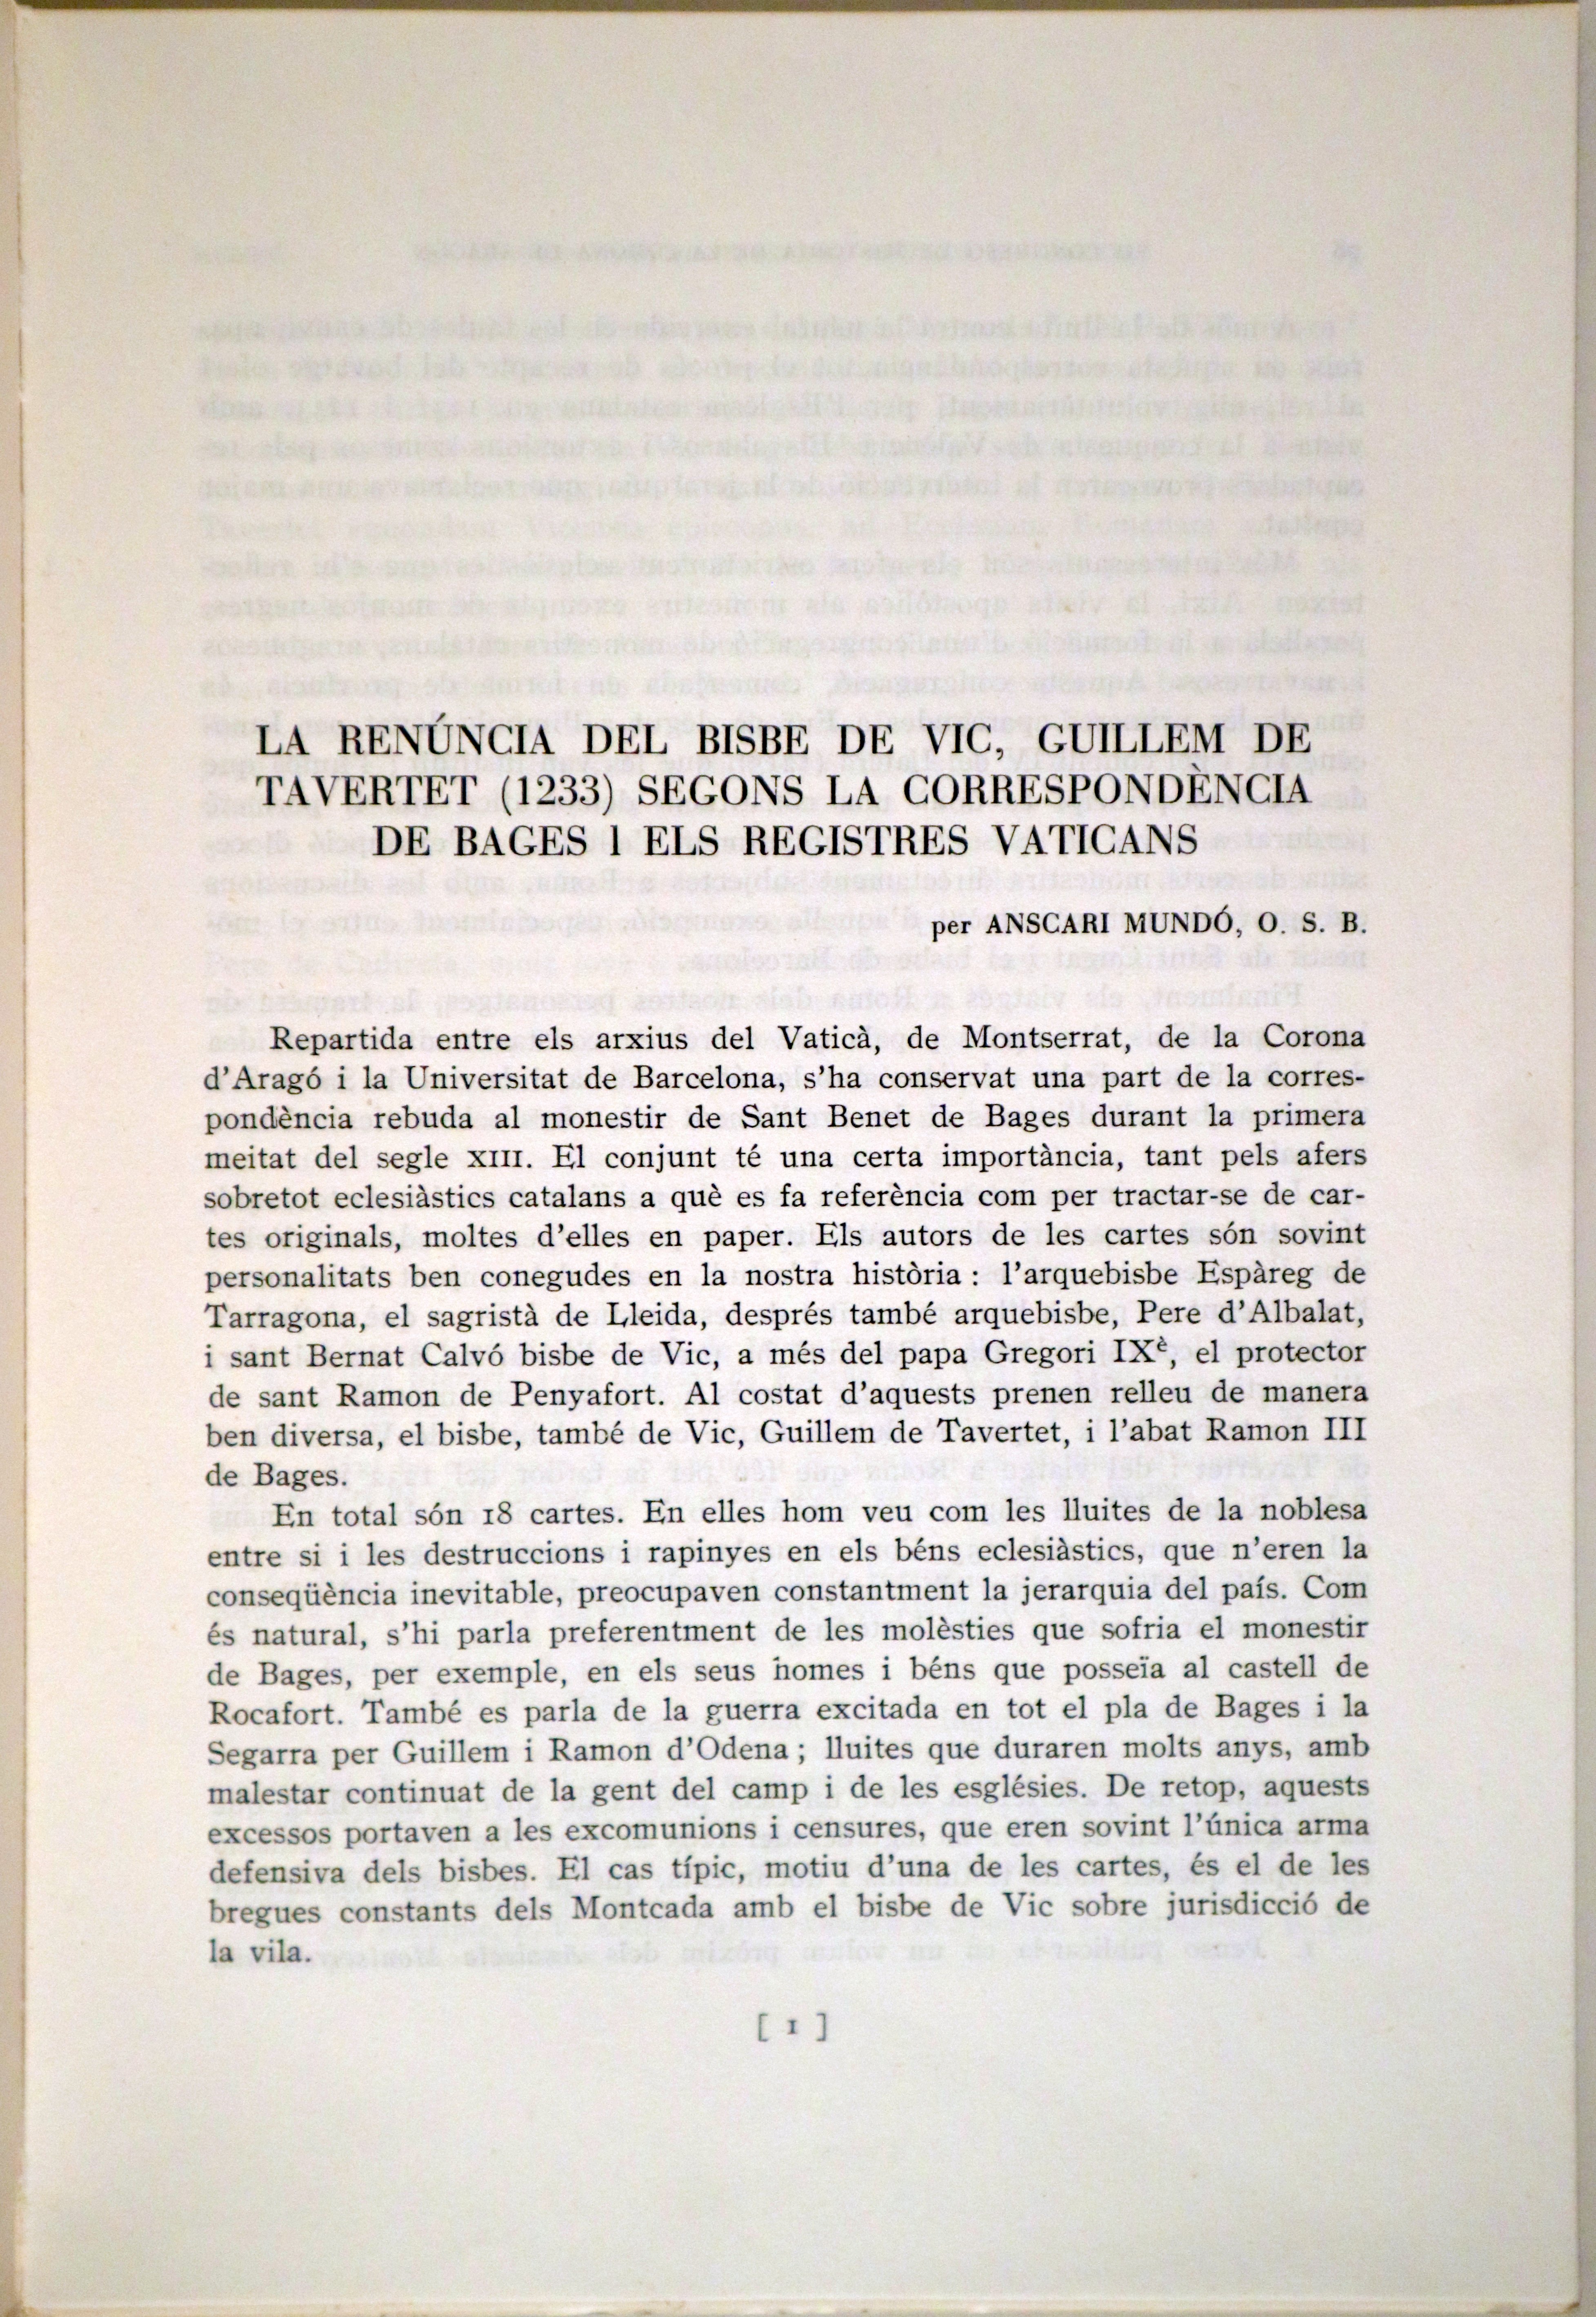 LA RENÚNCIA DEL BISBE DE VIC, GUILLEM DE
TAVERTET (1233) SEGONS LA CORRESPONDÈNCIA
DE BAGES I ELS REGISTRES VATICANS
per ANSCARI MUNDÓ, O. S. B.
Repartida entre els arxius del Vaticà, de Montserrat, de la Corona
d'Aragó i la Universitat de Barcelona, s'ha conservat una part de la corres-
pondència rebuda al monestir de Sant Benet de Bages durant la primera
meitat del segle XIII. El conjunt té una certa importància, tant pels afers
sobretot eclesiàstics catalans a què es fa referència com per tractar-se de car-
tes originals, moltes d'elles en paper. Els autors de les cartes són sovint
personalitats ben conegudes en la nostra història : l'arquebisbe Espàreg de
Tarragona, el sagristà de Lleida, després també arquebisbe, Pere d'Albalat,
i sant Bernat Calvó bisbe de Vic, a més del papa Gregori IXè, el protector
de sant Ramon de Penyafort. Al costat d'aquests prenen relleu de manera
ben diversa, el bisbe, també de Vic, Guillem de Tavertet, i l'abat Ramon III
de Bages.
En total són 18 cartes. En elles hom veu com les lluites de la noblesa
entre si i les destruccions i rapinyes en els béns eclesiàstics, que n'eren la
conseqüència inevitable, preocupaven constantment la jerarquia del país. Com
és natural, s'hi parla preferentment de les molèsties que sofria el monestir
de Bages, per exemple, en els seus homes i béns que posseïa al castell de
Rocafort. També es parla de la guerra excitada en tot el pla de Bages i la
Segarra per Guillem i Ramon d'Odena ; lluites que duraren molts anys, amb
malestar continuat de la gent del camp i de les esglésies. De retop, aquests
excessos portaven a les excomunions i censures, que eren sovint l'única arma
defensiva dels bisbes. El cas típic, motiu d'una de les cartes, és el de les
bregues constants dels Montcada amb el bisbe de Vic sobre jurisdicció de
la vila.
[ 1 ]